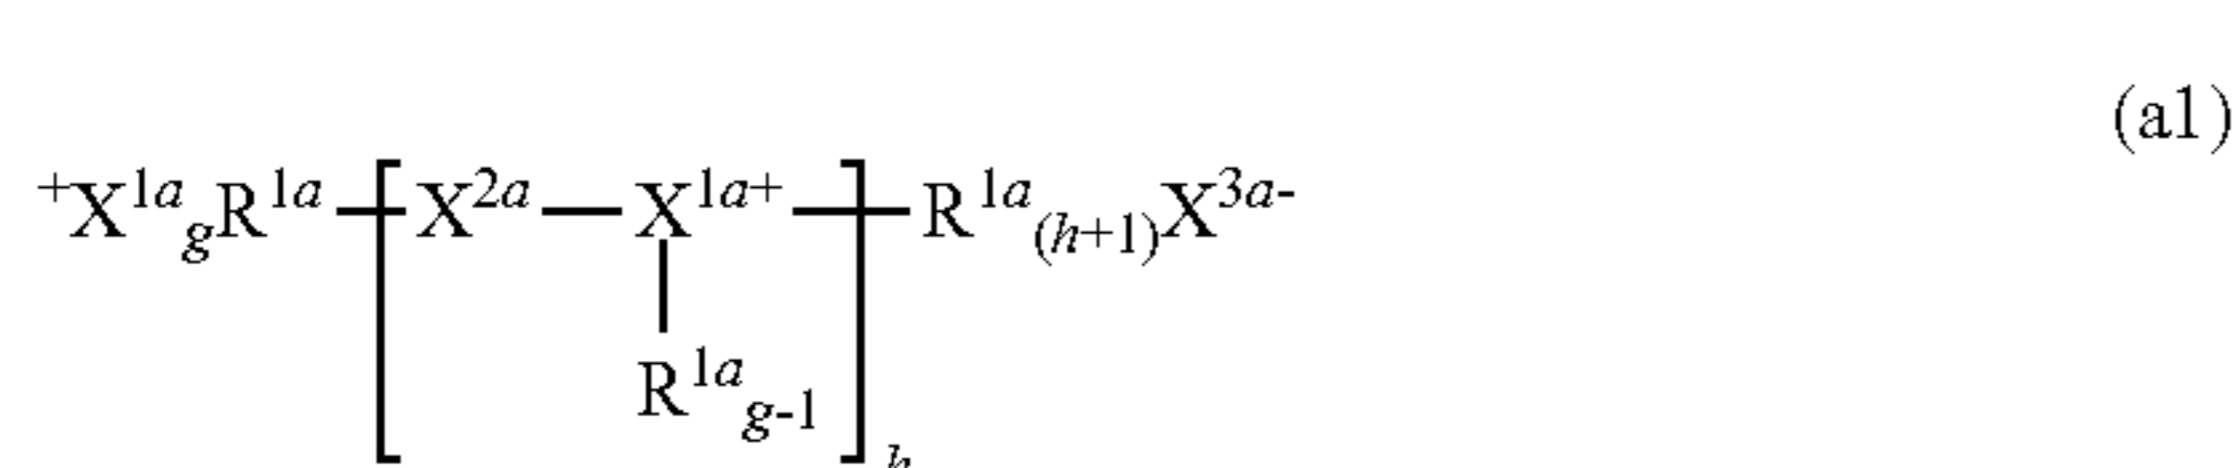 (a1)
⁺X¹ᵃgR¹ᵃ—[X²ᵃ—X¹ᵃ⁺]—R¹ᵃ(h+1)X³ᵃ⁻
R¹ᵃg-1
h